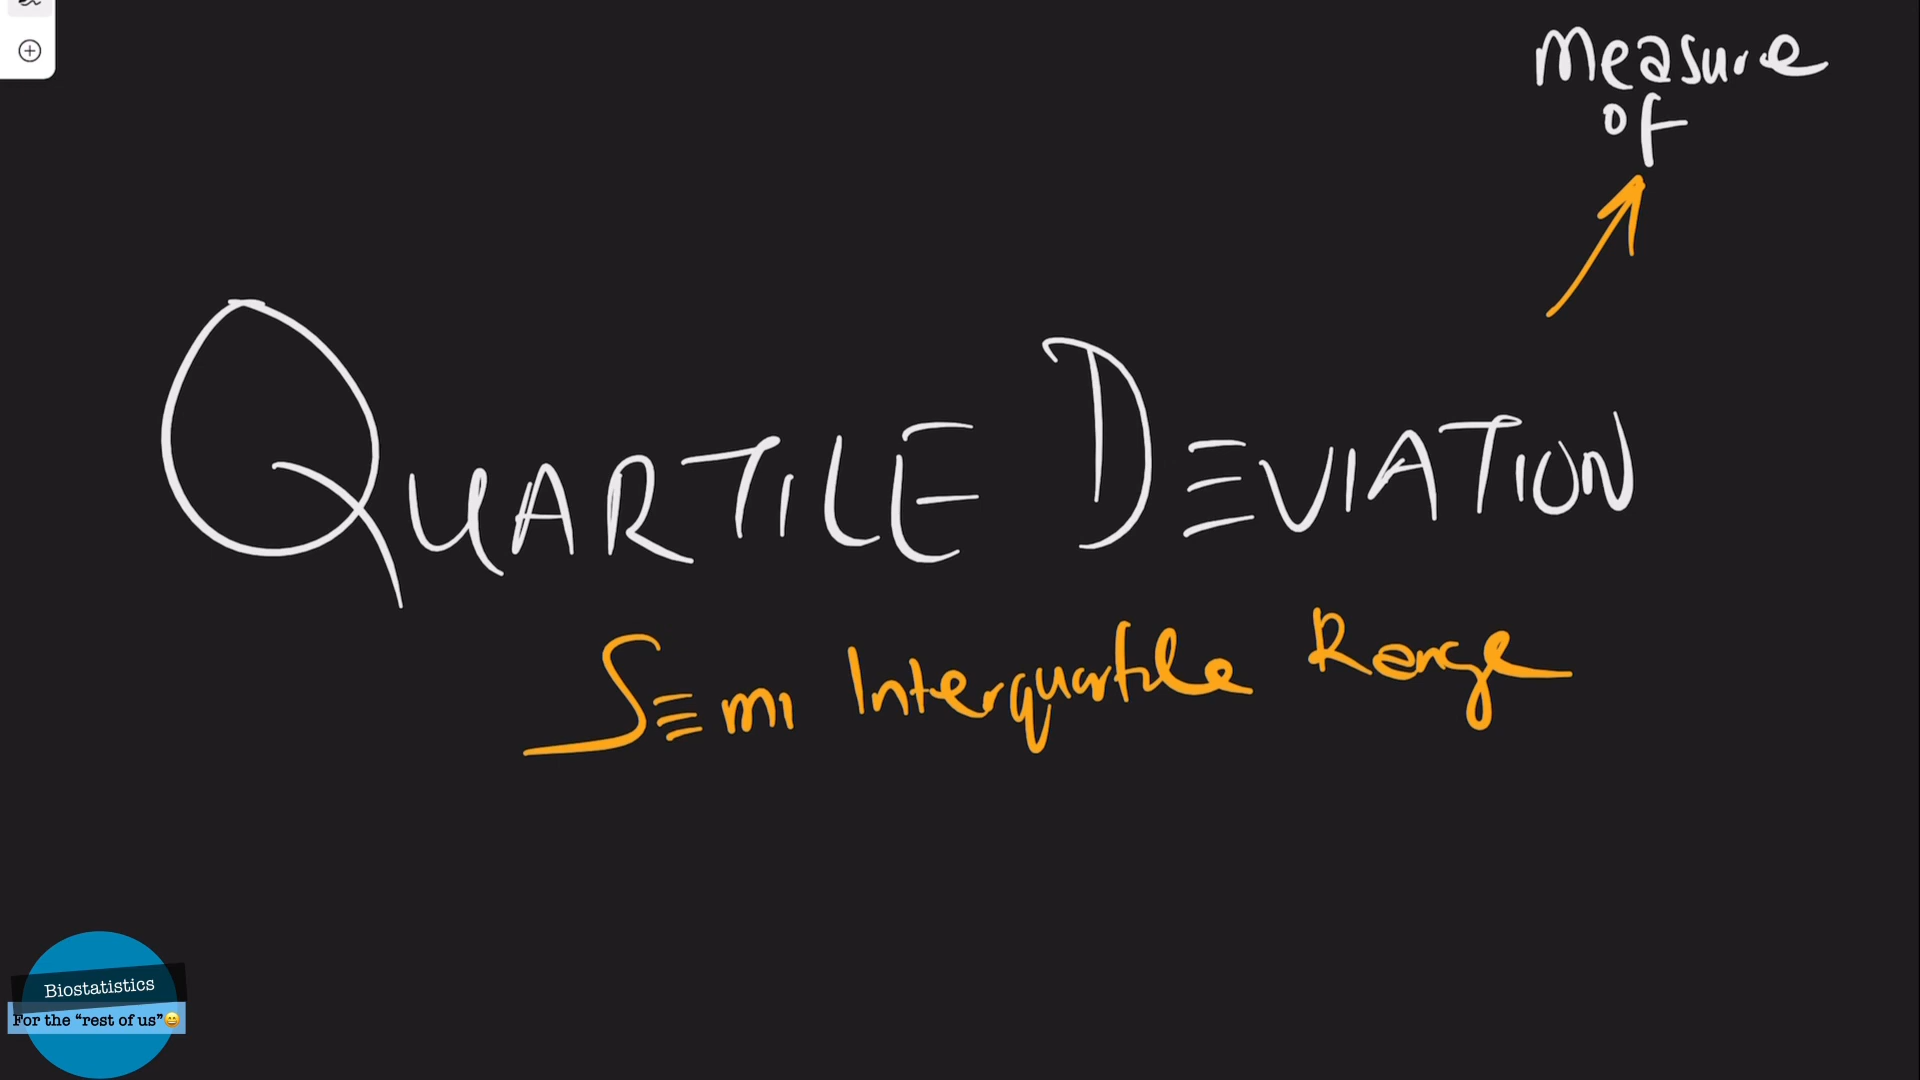 measure
of
QUARTILE DEVIATION
SEmi Interquartile Range
Biostatistics
For the “rest of us”😄